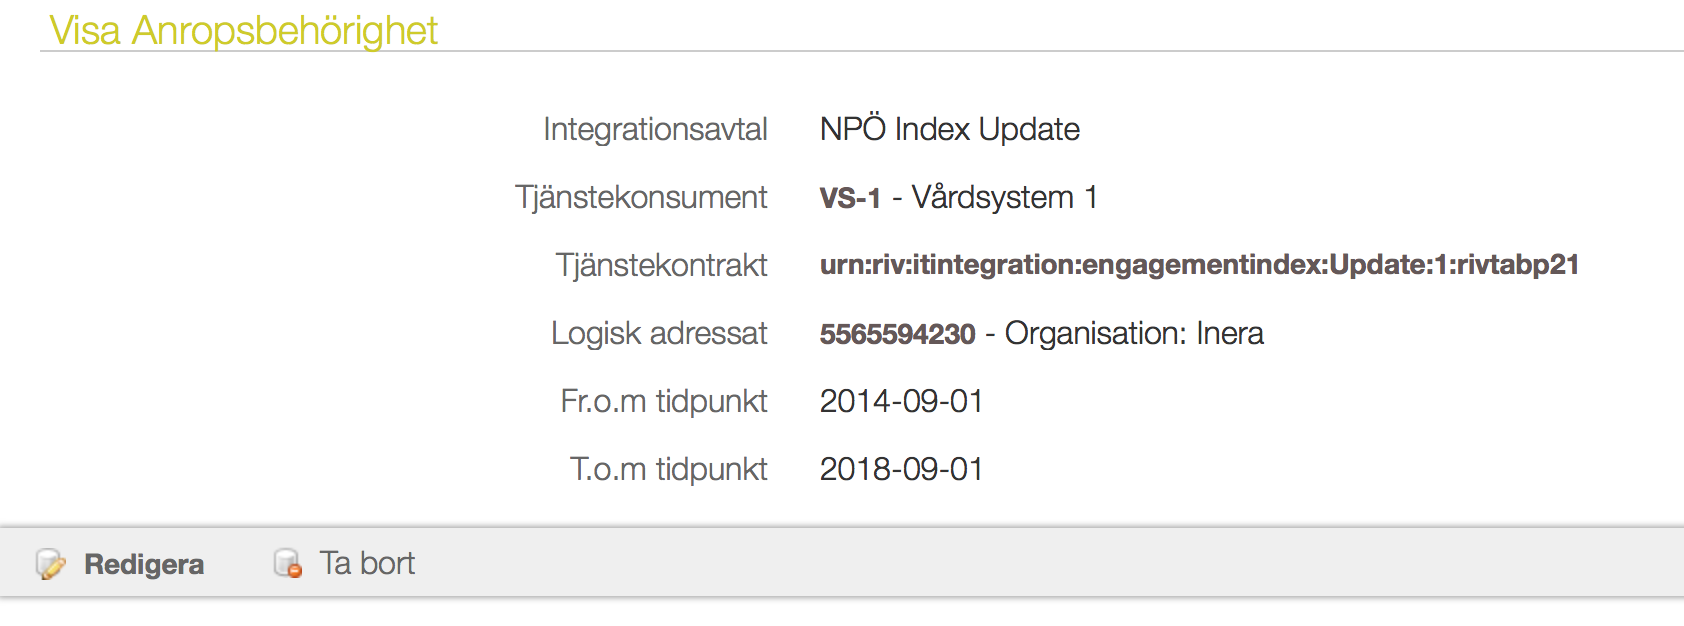 Visa Anropsbehörighet
Integrationsavtal NPÖ Index Update
Tjänstekonsument VS-1 - Vårdsystem 1
Tjänstekontrakt urn:riv:itintegration:engagementindex:Update:1:rivtabp21
Logisk adressat 5565594230 - Organisation: Inera
Fr.o.m tidpunkt 2014-09-01
T.o.m tidpunkt 2018-09-01
Redigera Ta bort